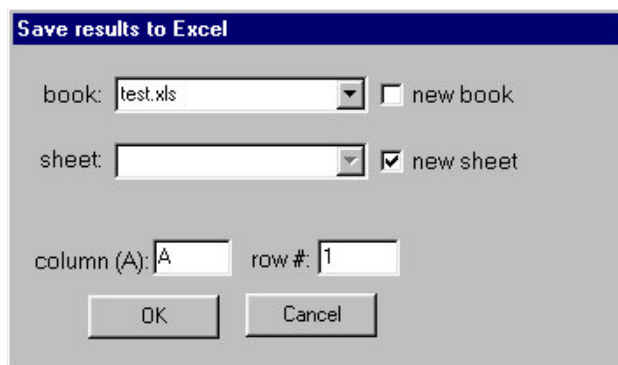 Save results to Excel
book: test.xls new book
sheet: new sheet
column (A): A row #: 1
OK Cancel